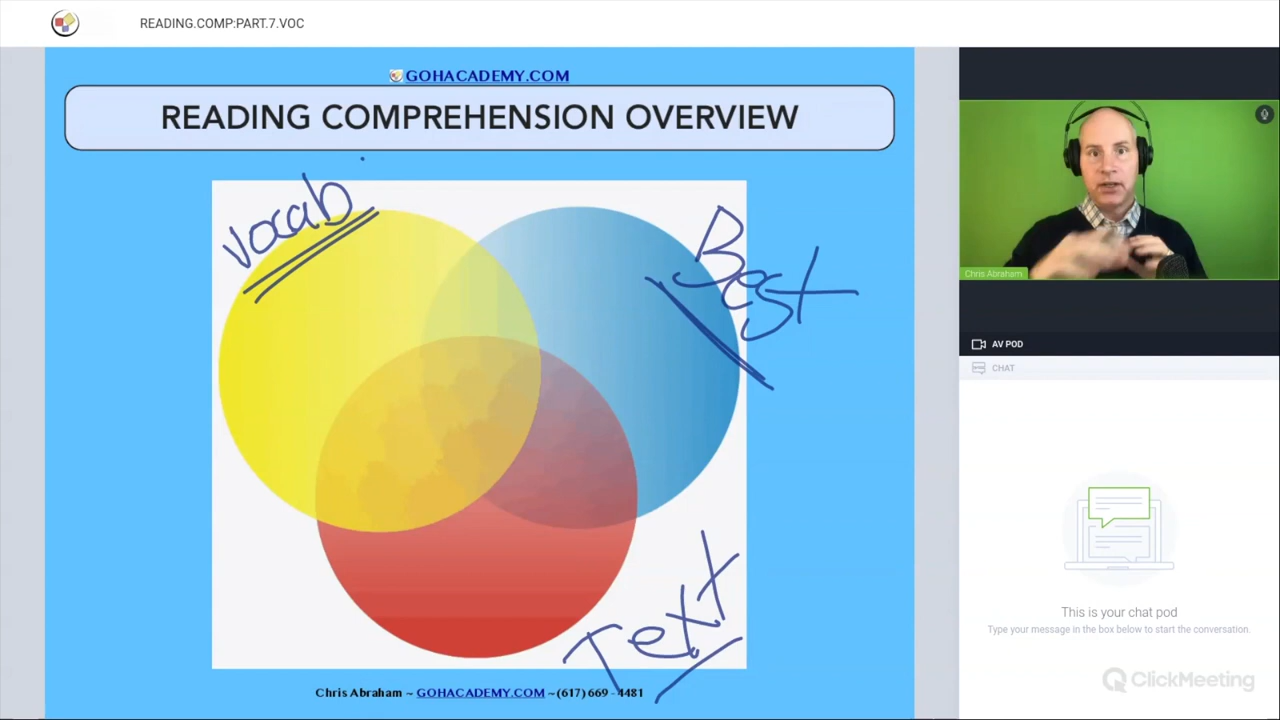 READING.COMP:PART.7.VOC
GOHACADEMY.COM
READING COMPREHENSION OVERVIEW
vocab
Best
Text
Chris Abraham ~ GOHACADEMY.COM ~ (617) 669 - 4481
Chris Abraham
AV POD
CHAT
This is your chat pod
Type your message in the box below to start the conversation.
ClickMeeting